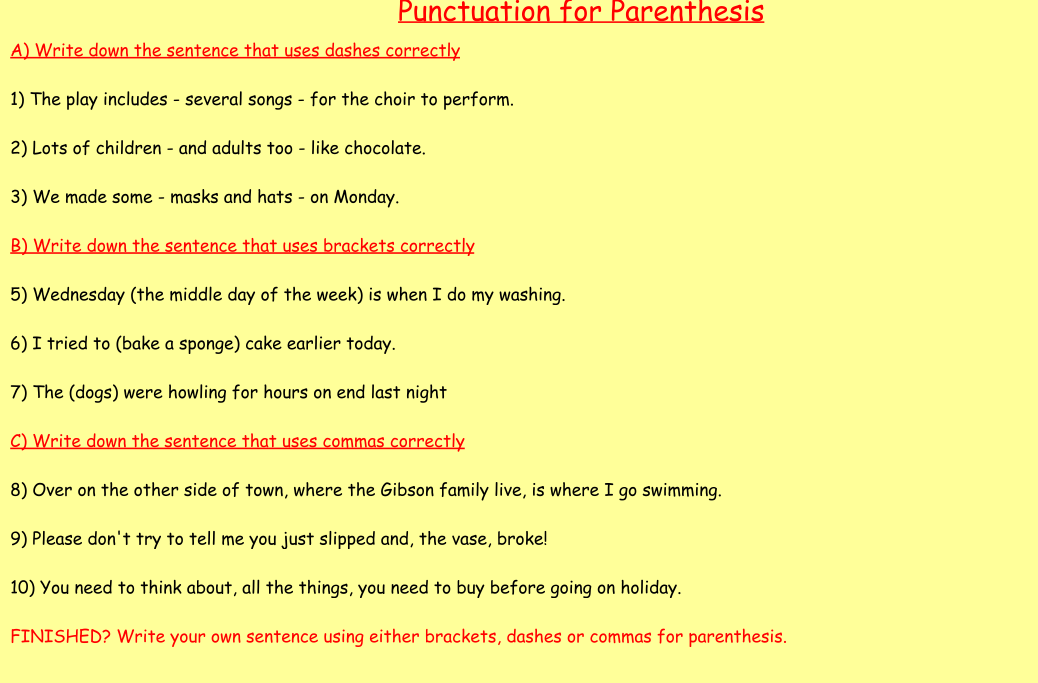 Punctuation for Parenthesis
A) Write down the sentence that uses dashes correctly
1) The play includes - several songs - for the choir to perform.
2) Lots of children - and adults too - like chocolate.
3) We made some - masks and hats - on Monday.
B) Write down the sentence that uses brackets correctly
5) Wednesday (the middle day of the week) is when I do my washing.
6) I tried to (bake a sponge) cake earlier today.
7) The (dogs) were howling for hours on end last night
C) Write down the sentence that uses commas correctly
8) Over on the other side of town, where the Gibson family live, is where I go swimming.
9) Please don't try to tell me you just slipped and, the vase, broke!
10) You need to think about, all the things, you need to buy before going on holiday.
FINISHED? Write your own sentence using either brackets, dashes or commas for parenthesis.